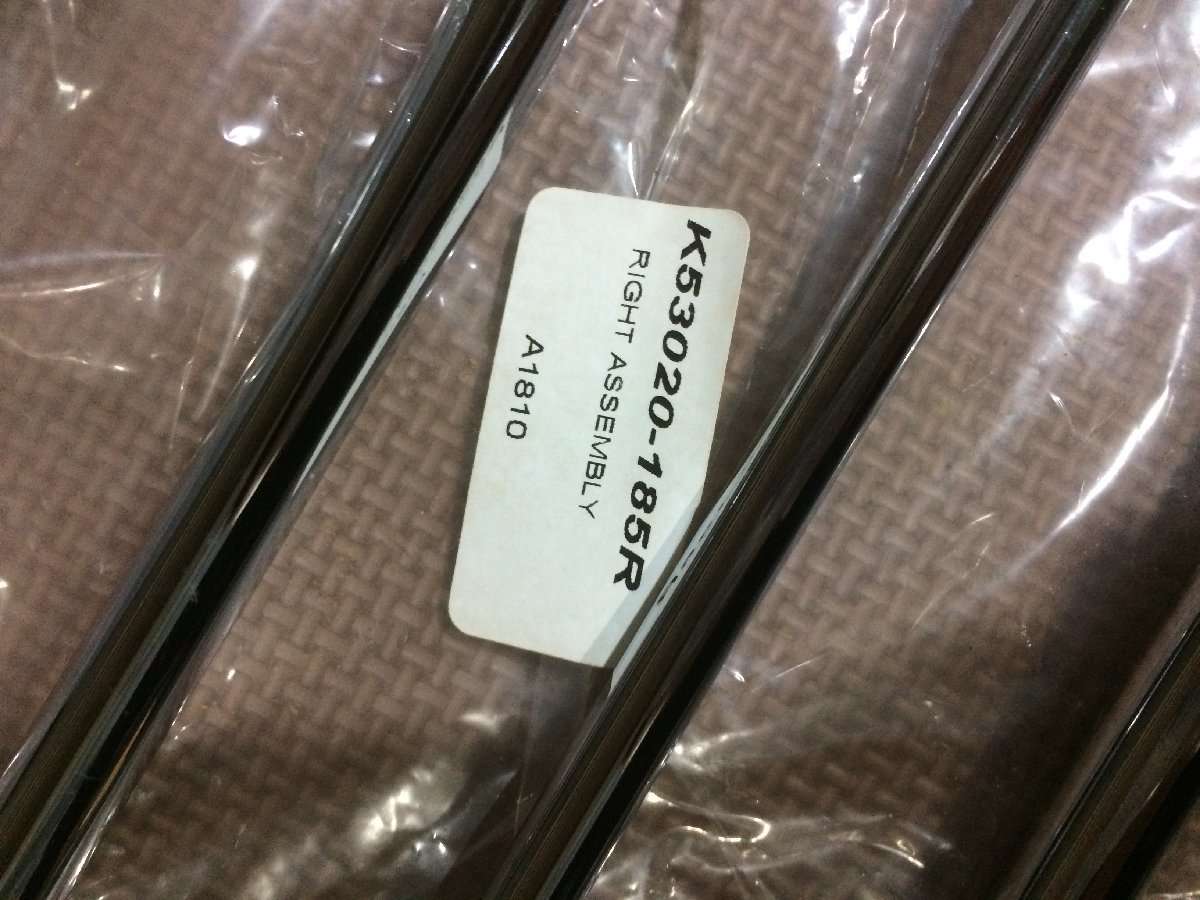 K53020-185R
RIGHT ASSEMBLY
A1810